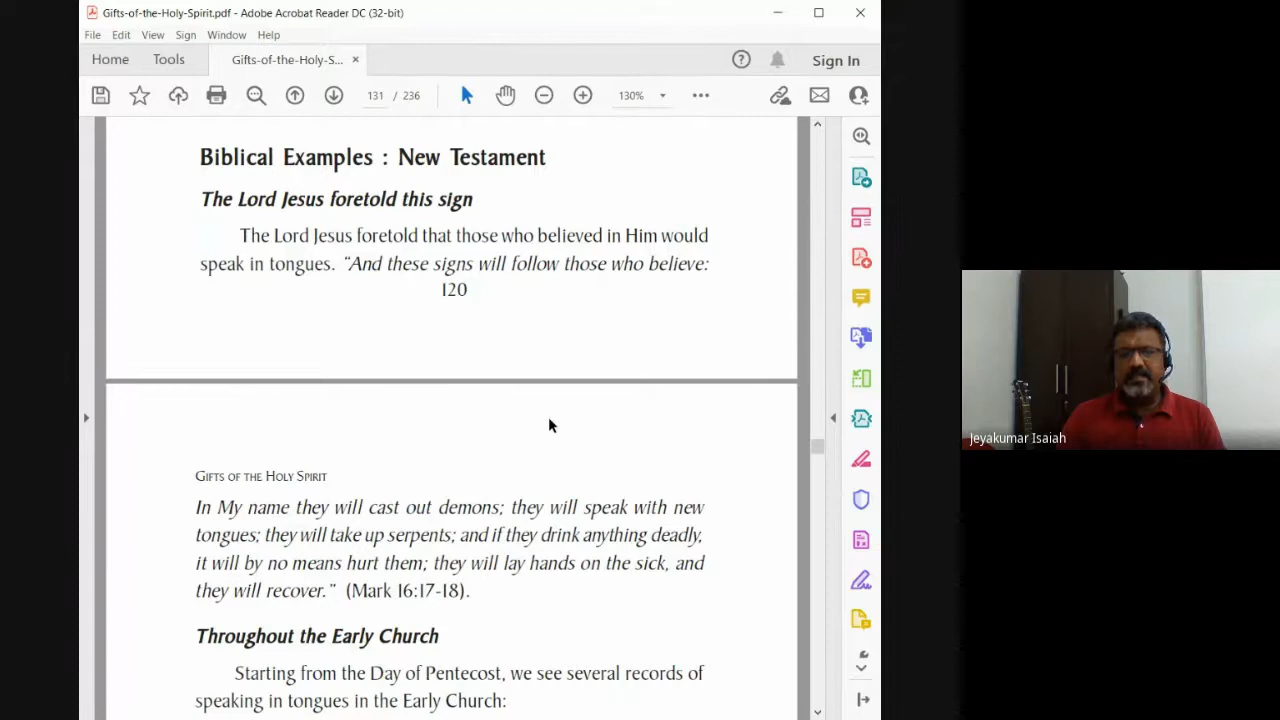 Gifts-of-the-Holy-Spirit.pdf - Adobe Acrobat Reader DC (32-bit)
File Edit View Sign Window Help
Home Tools Gifts-of-the-Holy-S... × Sign In
131 / 236 130%
Biblical Examples : New Testament
The Lord Jesus foretold this sign
The Lord Jesus foretold that those who believed in Him would
speak in tongues. "And these signs will follow those who believe:
120
GIFTS OF THE HOLY SPIRIT
In My name they will cast out demons; they will speak with new
tongues; they will take up serpents; and if they drink anything deadly,
it will by no means hurt them; they will lay hands on the sick, and
they will recover." (Mark 16:17-18).
Throughout the Early Church
Starting from the Day of Pentecost, we see several records of
speaking in tongues in the Early Church:
Jeyakumar Isaiah